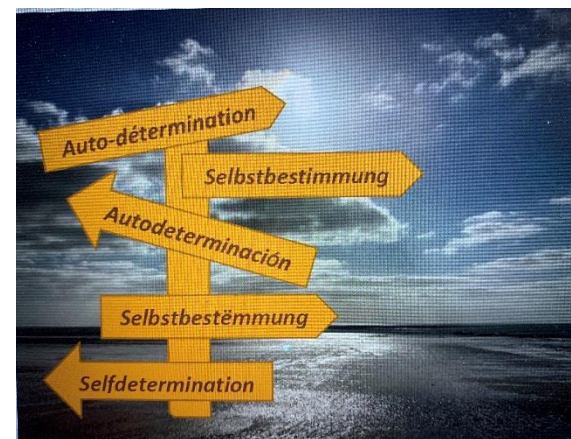 Auto-détermination
Selbstbestimmung
Autodeterminación
Selbstbestëmmung
Selfdetermination